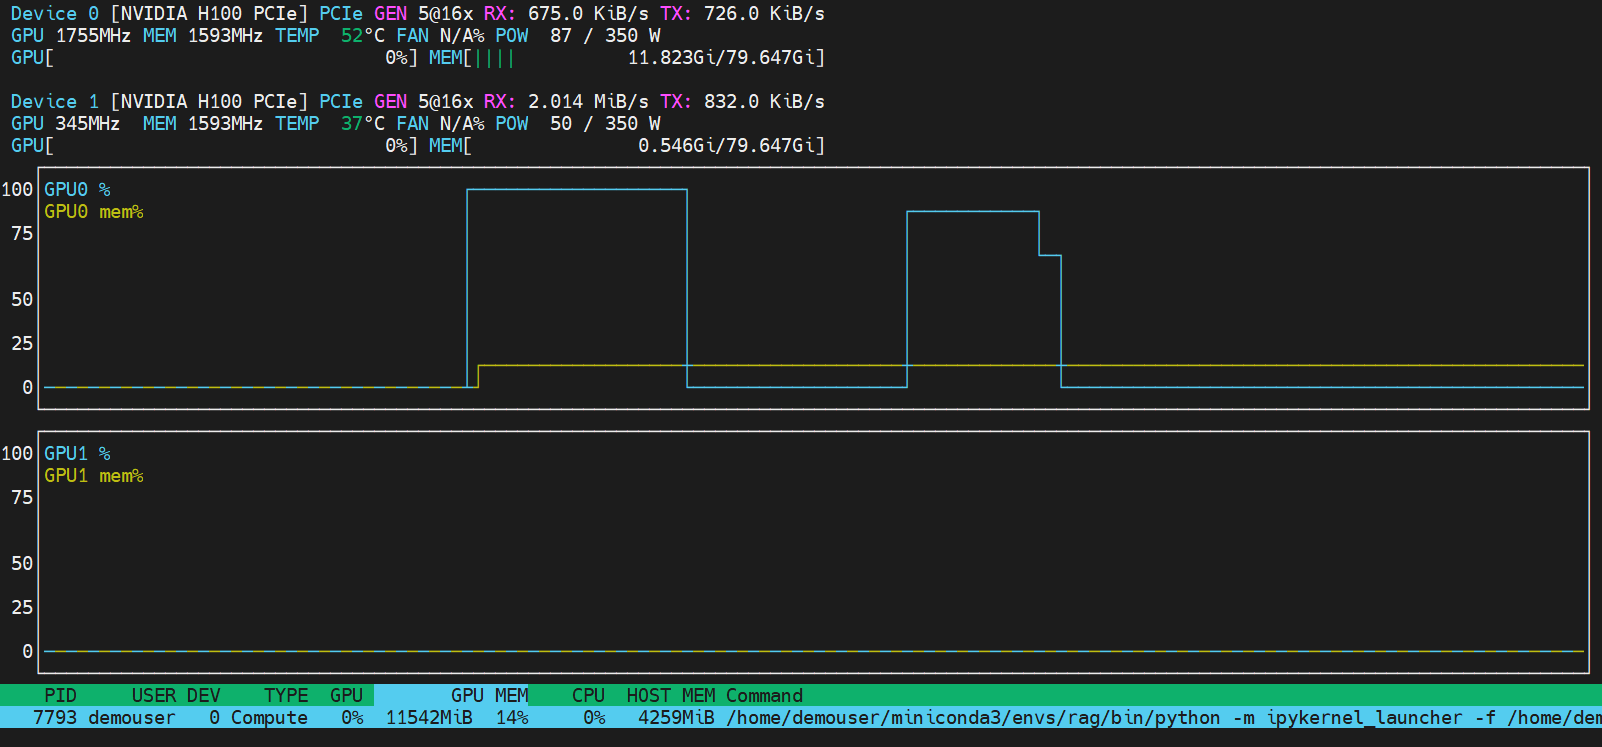 Device 0 [NVIDIA H100 PCIe] PCIe GEN 5@16x RX: 675.0 KiB/s TX: 726.0 KiB/s
GPU 1755MHz MEM 1593MHz TEMP 52°C FAN N/A% POW 87 / 350 W
GPU[ 0%] MEM[|||| 11.823Gi/79.647Gi]
Device 1 [NVIDIA H100 PCIe] PCIe GEN 5@16x RX: 2.014 MiB/s TX: 832.0 KiB/s
GPU 345MHz MEM 1593MHz TEMP 37°C FAN N/A% POW 50 / 350 W
GPU[ 0%] MEM[ 0.546Gi/79.647Gi]
100 GPU0 %
GPU0 mem%
75
50
25
0
100 GPU1 %
GPU1 mem%
75
50
25
0
PID USER DEV TYPE GPU GPU MEM CPU HOST MEM Command
7793 demouser 0 Compute 0% 11542MiB 14% 0% 4259MiB /home/demouser/miniconda3/envs/rag/bin/python -m ipykernel_launcher -f /home/dem